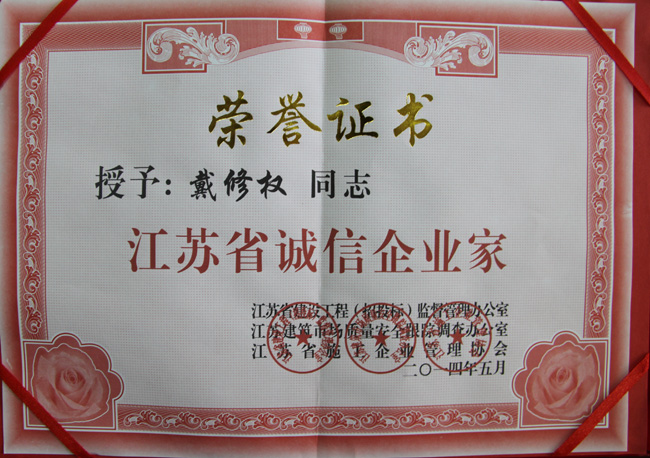 荣誉证书
授予：戴修权 同志
江苏省诚信企业家
江苏省建设工程（招投标）监督管理办公室
江苏建筑市场质量安全跟踪调查办公室
江苏省施工企业管理协会
二〇一四年五月